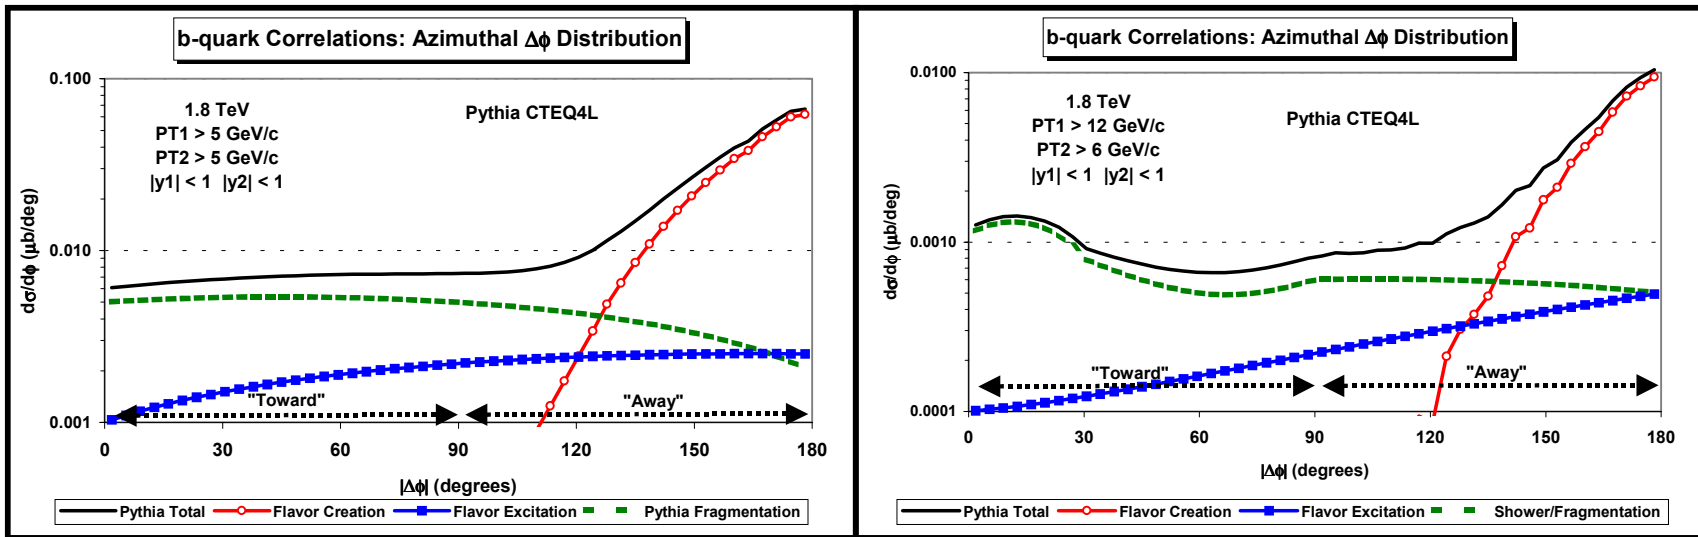 b-quark Correlations: Azimuthal Δϕ Distribution
0.100
0.010
0.001
dσ/dϕ (μb/deg)
1.8 TeV
PT1 > 5 GeV/c
PT2 > 5 GeV/c
|y1| < 1 |y2| < 1
Pythia CTEQ4L
"Toward"
"Away"
0 30 60 90 120 150 180
|Δϕ| (degrees)
Pythia Total Flavor Creation Flavor Excitation Pythia Fragmentation
b-quark Correlations: Azimuthal Δϕ Distribution
0.0100
0.0010
0.0001
dσ/dϕ (μb/deg)
1.8 TeV
PT1 > 12 GeV/c
PT2 > 6 GeV/c
|y1| < 1 |y2| < 1
Pythia CTEQ4L
"Toward"
"Away"
0 30 60 90 120 150 180
|Δϕ| (degrees)
Pythia Total Flavor Creation Flavor Excitation Shower/Fragmentation